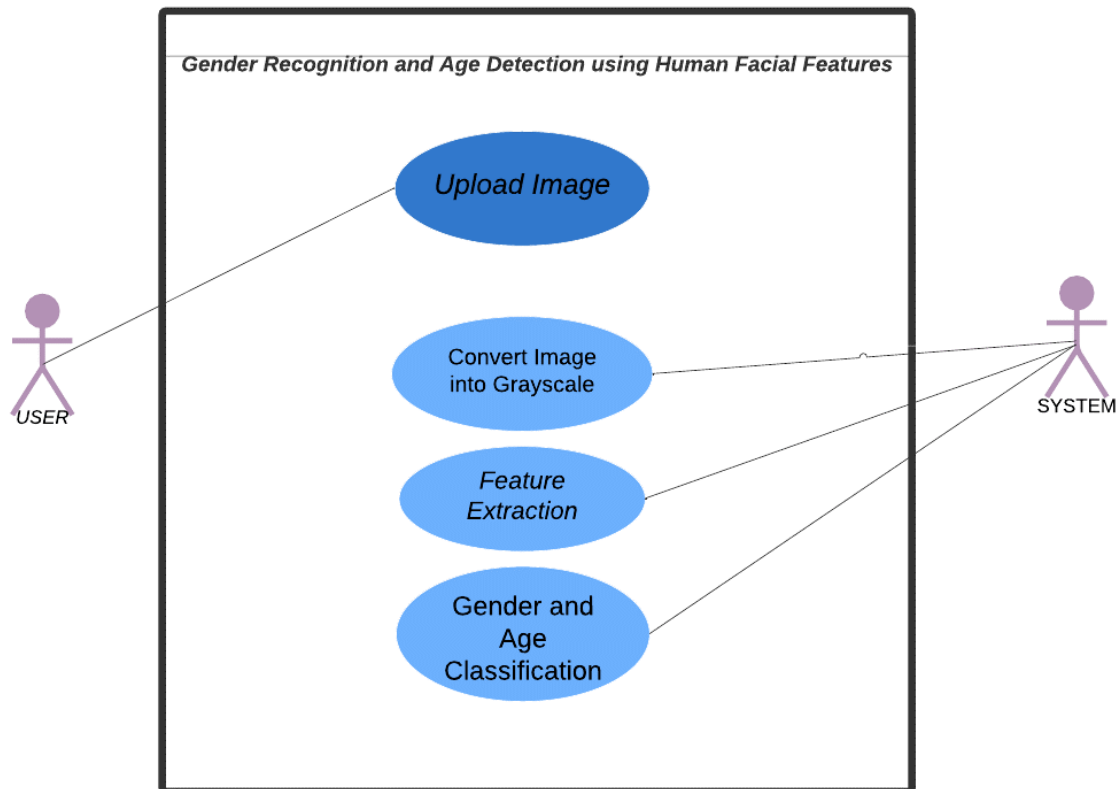 Gender Recognition and Age Detection using Human Facial Features
Upload Image
Convert Image
into Grayscale
USER
SYSTEM
Feature
Extraction
Gender and
Age
Classification